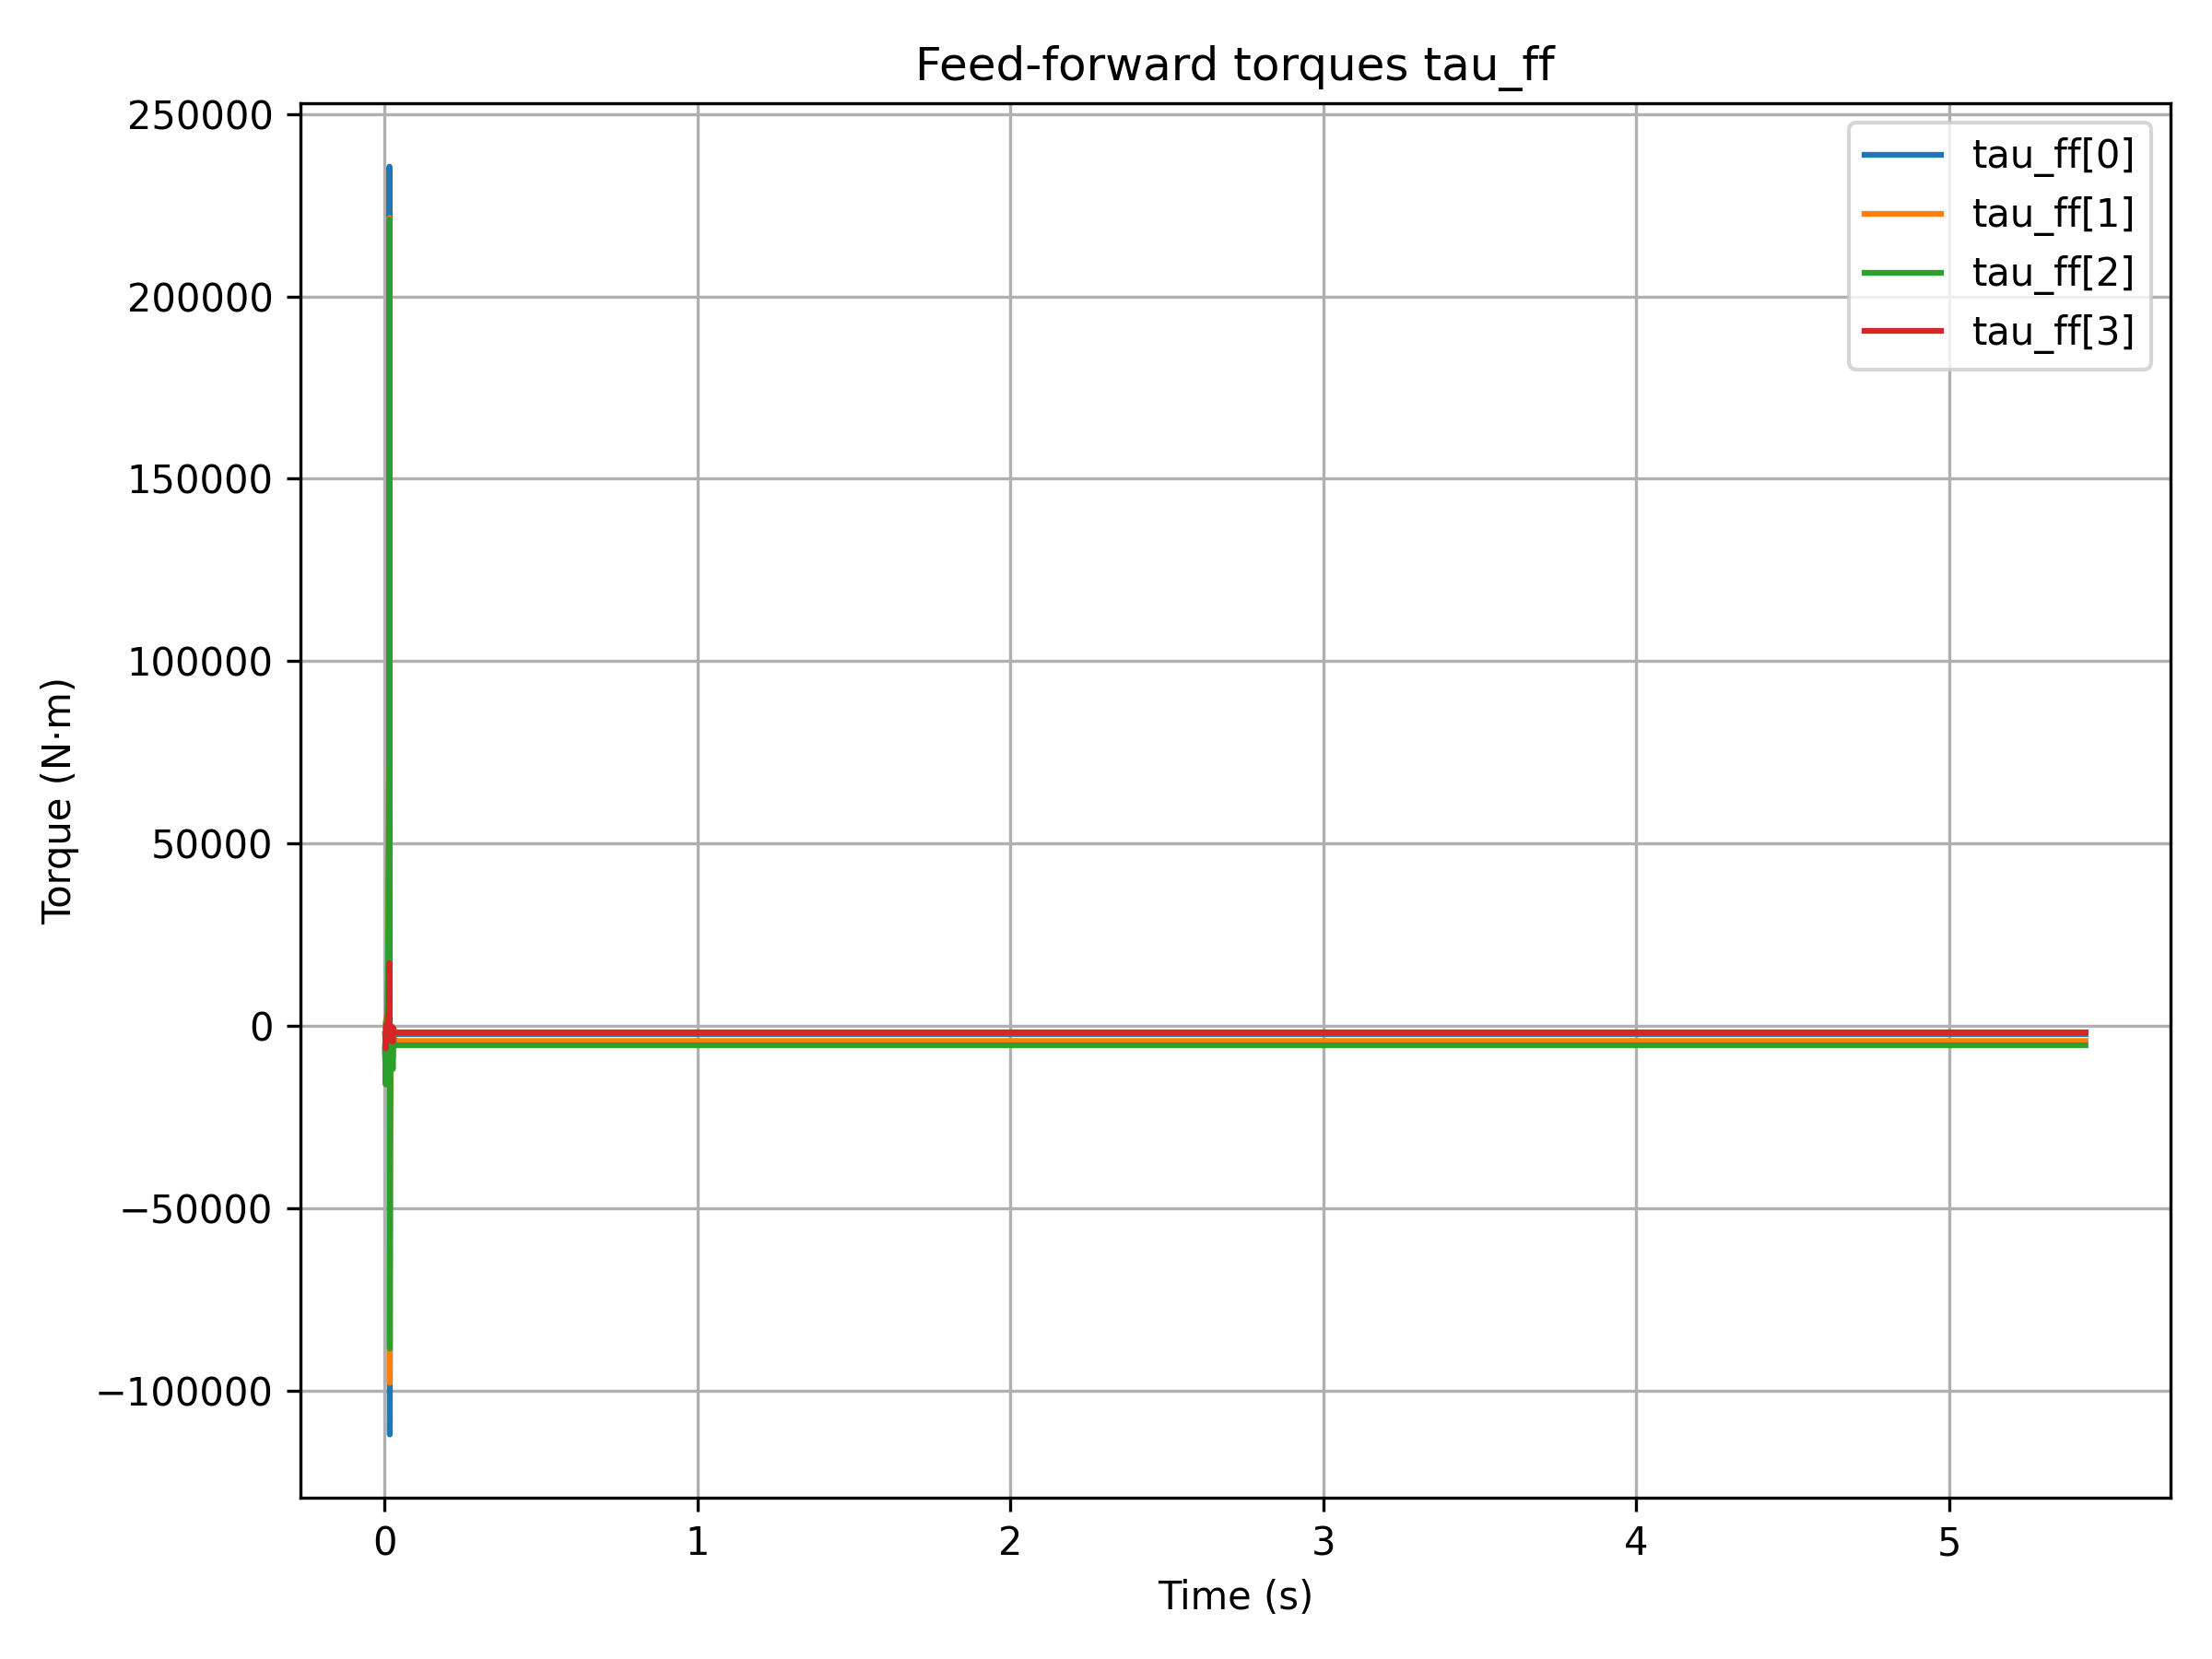 Feed-forward torques tau_ff
250000
200000
150000
100000
50000
0
−50000
−100000
Torque (N·m)
tau_ff[0]
tau_ff[1]
tau_ff[2]
tau_ff[3]
0 1 2 3 4 5
Time (s)